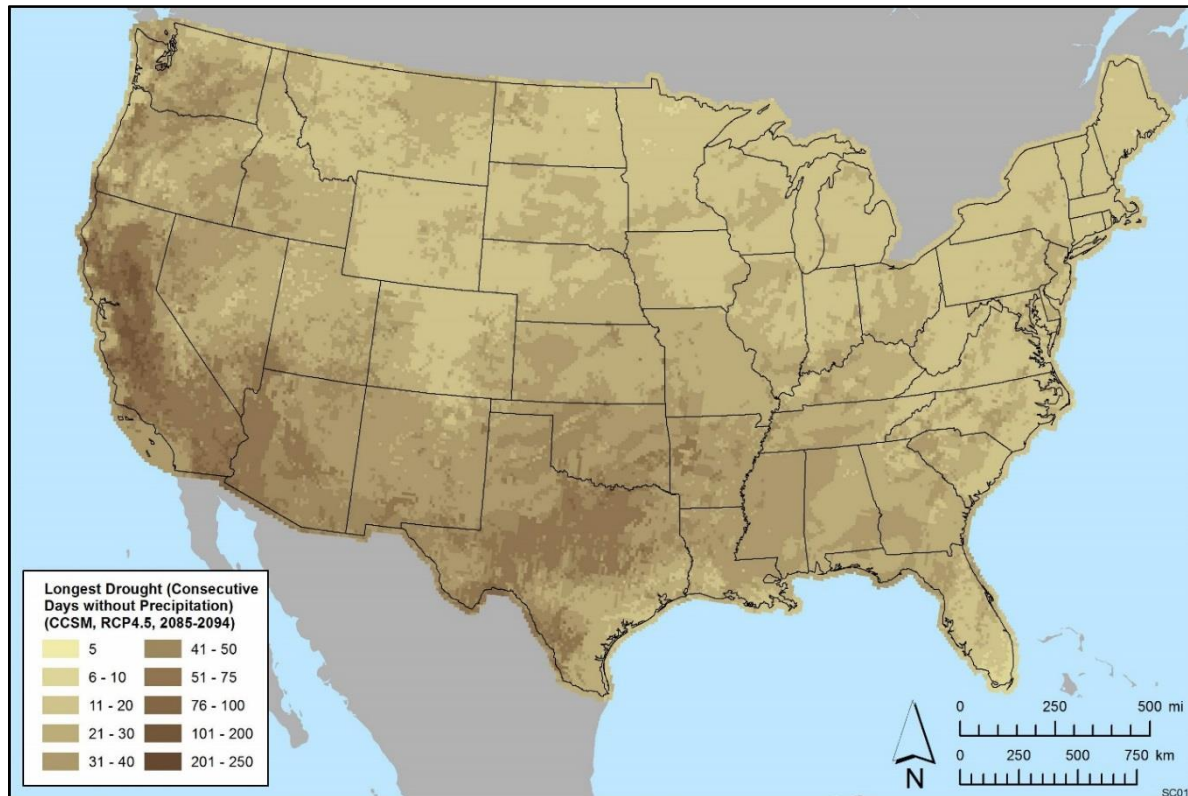 Longest Drought (Consecutive
Days without Precipitation)
(CCSM, RCP4.5, 2085-2094)
5
6 - 10
11 - 20
21 - 30
31 - 40
41 - 50
51 - 75
76 - 100
101 - 200
201 - 250
N
0 250 500 mi
0 250 500 750 km
SC01